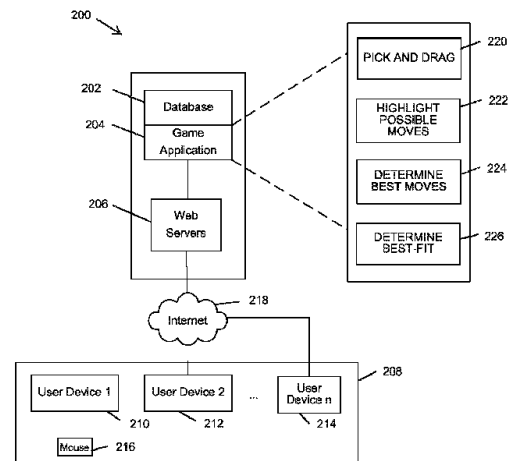 200
202
Database
204
Game
Application
206
Web
Servers
218
Internet
PICK AND DRAG
220
HIGHLIGHT
POSSIBLE
MOVES
222
DETERMINE
BEST MOVES
224
DETERMINE
BEST-FIT
226
208
User Device 1
210
User Device 2
212
...
User
Device n
214
Mouse
216